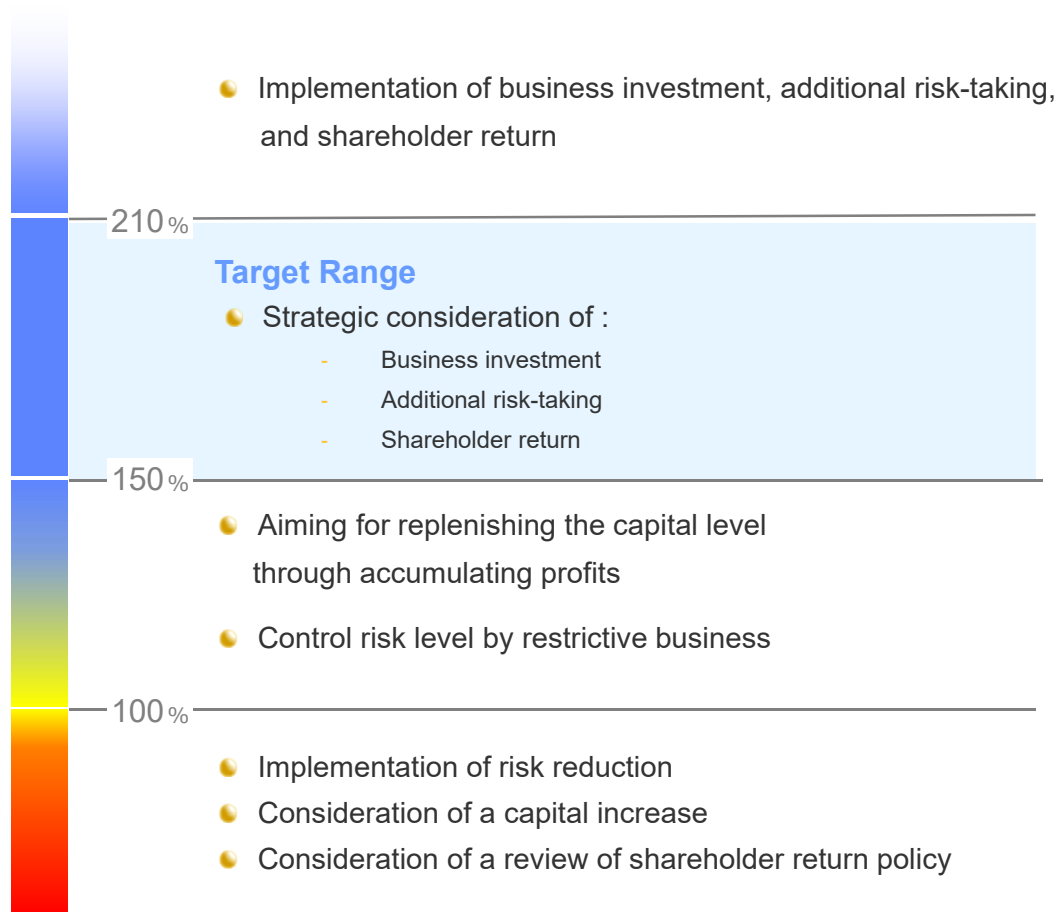 Implementation of business investment, additional risk-taking,
and shareholder return
210%
Target Range
Strategic consideration of :
- Business investment
- Additional risk-taking
- Shareholder return
150%
Aiming for replenishing the capital level
through accumulating profits
Control risk level by restrictive business
100%
Implementation of risk reduction
Consideration of a capital increase
Consideration of a review of shareholder return policy